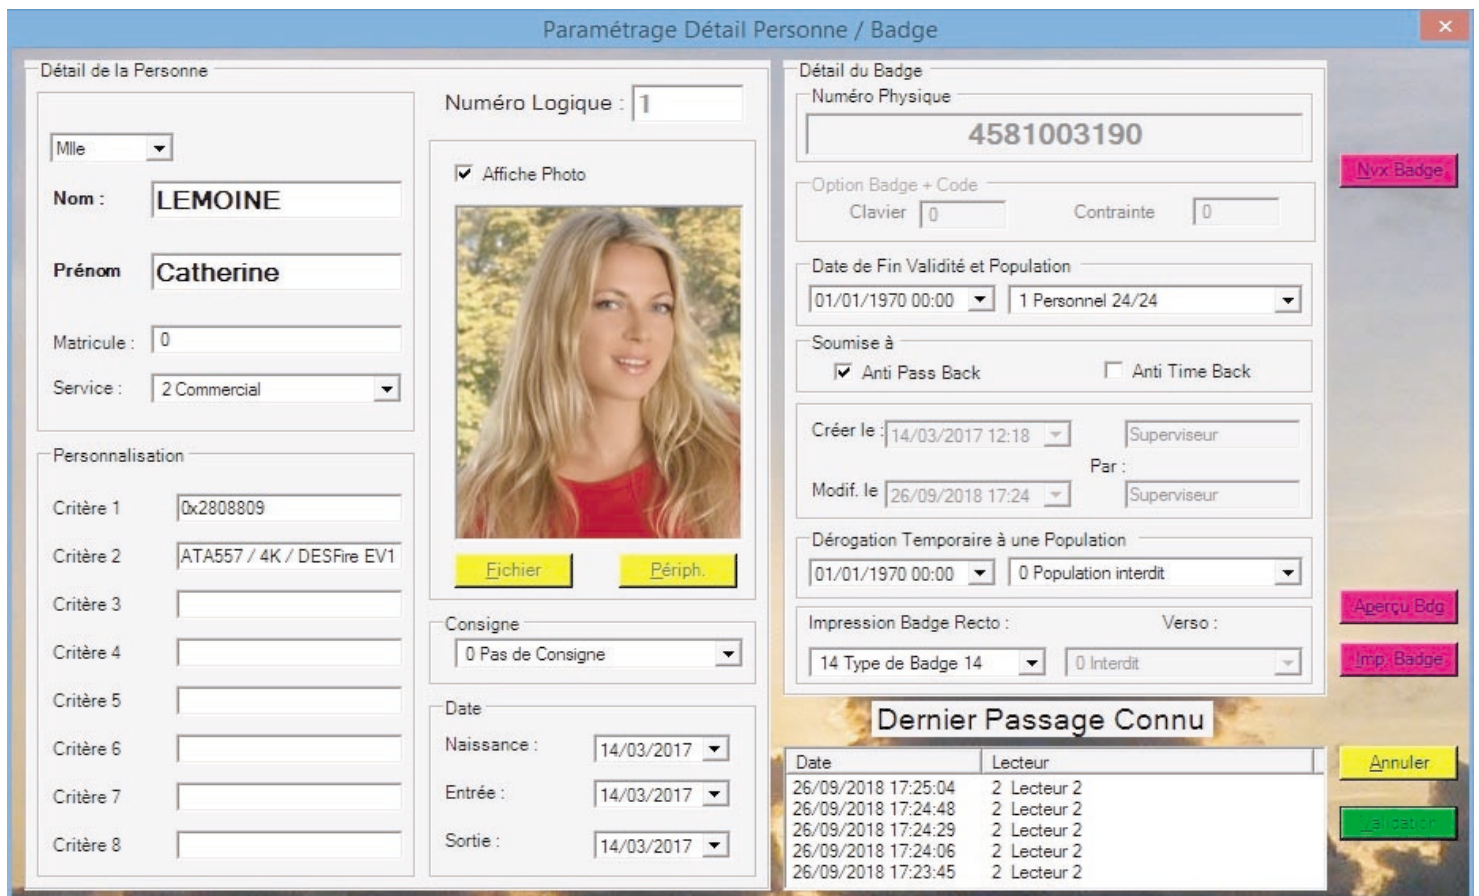 Paramétrage Détail Personne / Badge
Détail de la Personne
Mlle
Nom :
LEMOINE
Prénom
Catherine
Matricule :
0
Service :
2 Commercial
Personnalisation
Critère 1
0x2808809
Critère 2
ATA557 / 4K / DESFire EV1
Critère 3
Critère 4
Critère 5
Critère 6
Critère 7
Critère 8
Numéro Logique :
1
Affiche Photo
Fichier
Périph.
Consigne
0 Pas de Consigne
Date
Naissance :
14/03/2017
Entrée :
14/03/2017
Sortie :
14/03/2017
Détail du Badge
Numéro Physique
4581003190
Option Badge + Code
Clavier
0
Contrainte
0
Date de Fin Validité et Population
01/01/1970 00:00
1 Personnel 24/24
Soumise à
Anti Pass Back
Anti Time Back
Créer le :
14/03/2017 12:18
Superviseur
Par :
Modif. le
26/09/2018 17:24
Superviseur
Dérogation Temporaire à une Population
01/01/1970 00:00
0 Population interdit
Impression Badge Recto :
Verso :
14 Type de Badge 14
0 Interdit
Dernier Passage Connu
Date
Lecteur
26/09/2018 17:25:04 2 Lecteur 2
26/09/2018 17:24:48 2 Lecteur 2
26/09/2018 17:24:29 2 Lecteur 2
26/09/2018 17:24:06 2 Lecteur 2
26/09/2018 17:23:45 2 Lecteur 2
Nvx Badge
Aperçu Bdg
Imp. Badge
Annuler
Validation